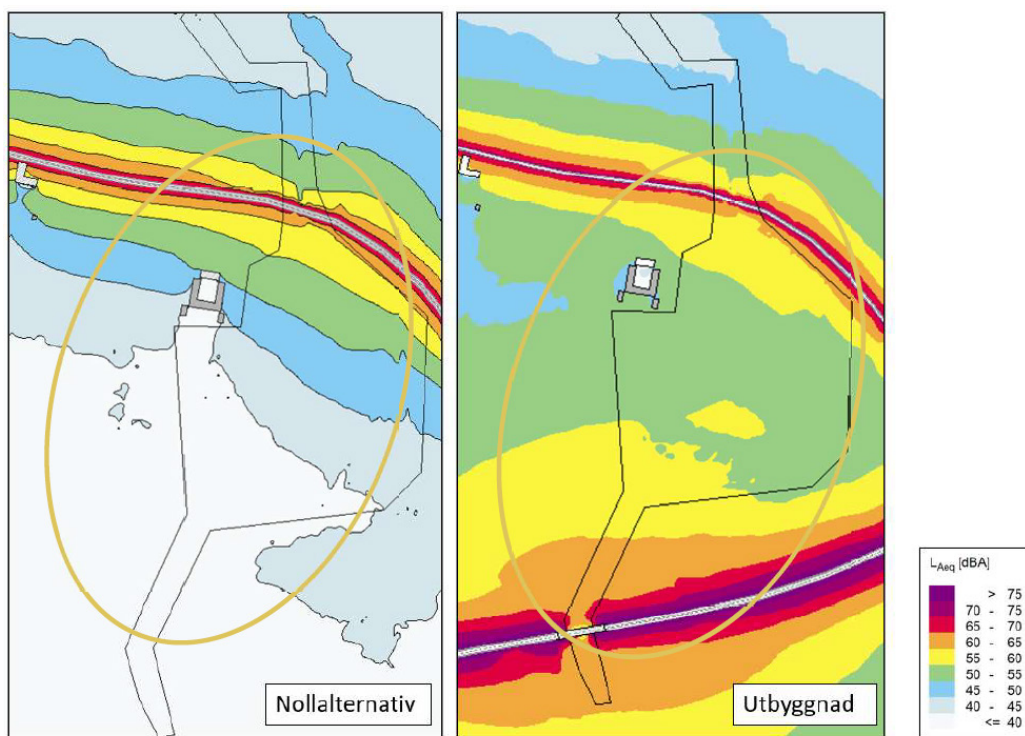 Nollalternativ
Utbyggnad
LAeq [dBA]
> 75
70 - 75
65 - 70
60 - 65
55 - 60
50 - 55
45 - 50
40 - 45
<= 40